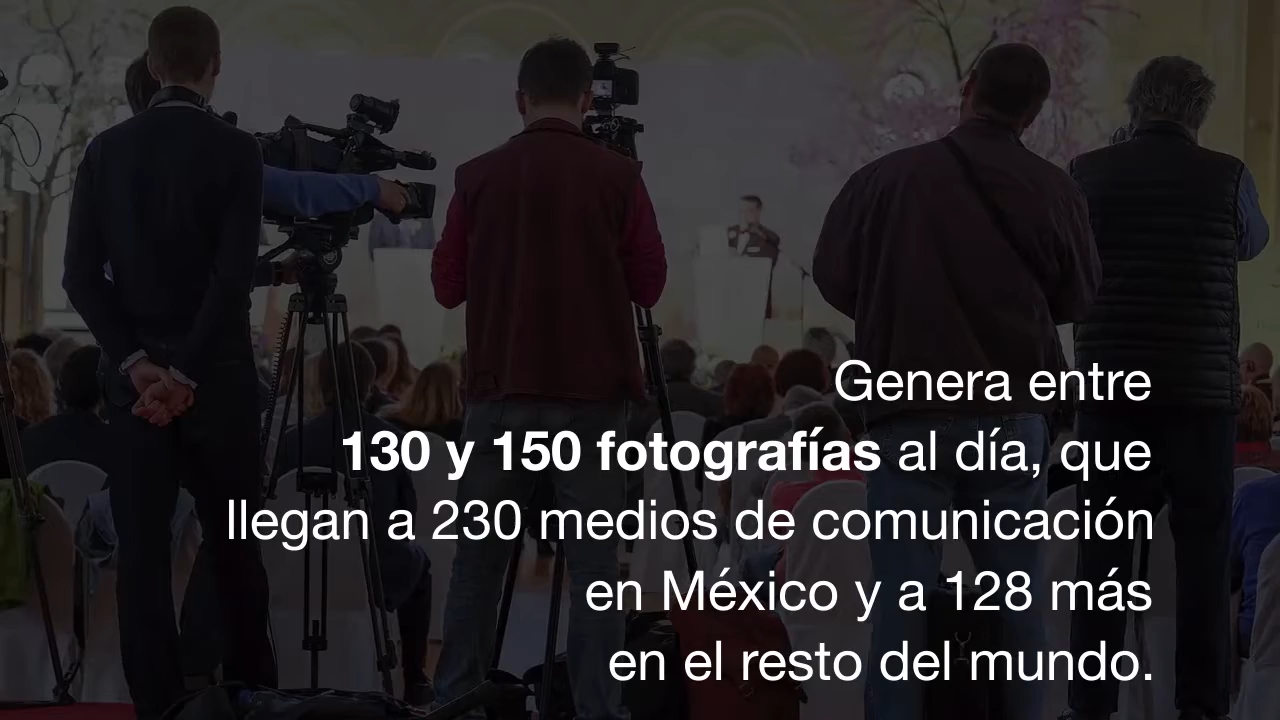 Genera entre
130 y 150 fotografías al día, que
llegan a 230 medios de comunicación
en México y a 128 más
en el resto del mundo.